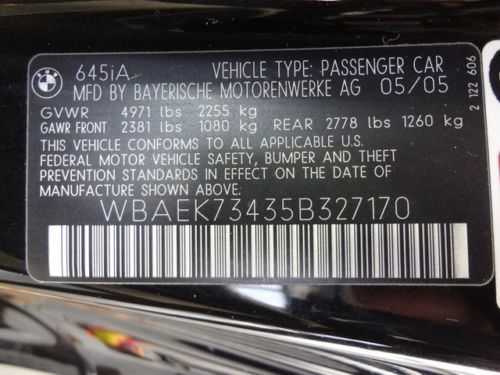 BMW
645iA VEHICLE TYPE: PASSENGER CAR
MFD BY BAYERISCHE MOTORENWERKE AG 05/05
GVWR 4971 lbs 2255 kg
GAWR FRONT 2381 lbs 1080 kg REAR 2778 lbs 1260 kg
THIS VEHICLE CONFORMS TO ALL APPLICABLE U.S.
FEDERAL MOTOR VEHICLE SAFETY, BUMPER AND THEFT
PREVENTION STANDARDS IN EFFECT ON THE DATE OF
MANUFACTURE SHOWN ABOVE.
WBAEK73435B327170
2 122 606